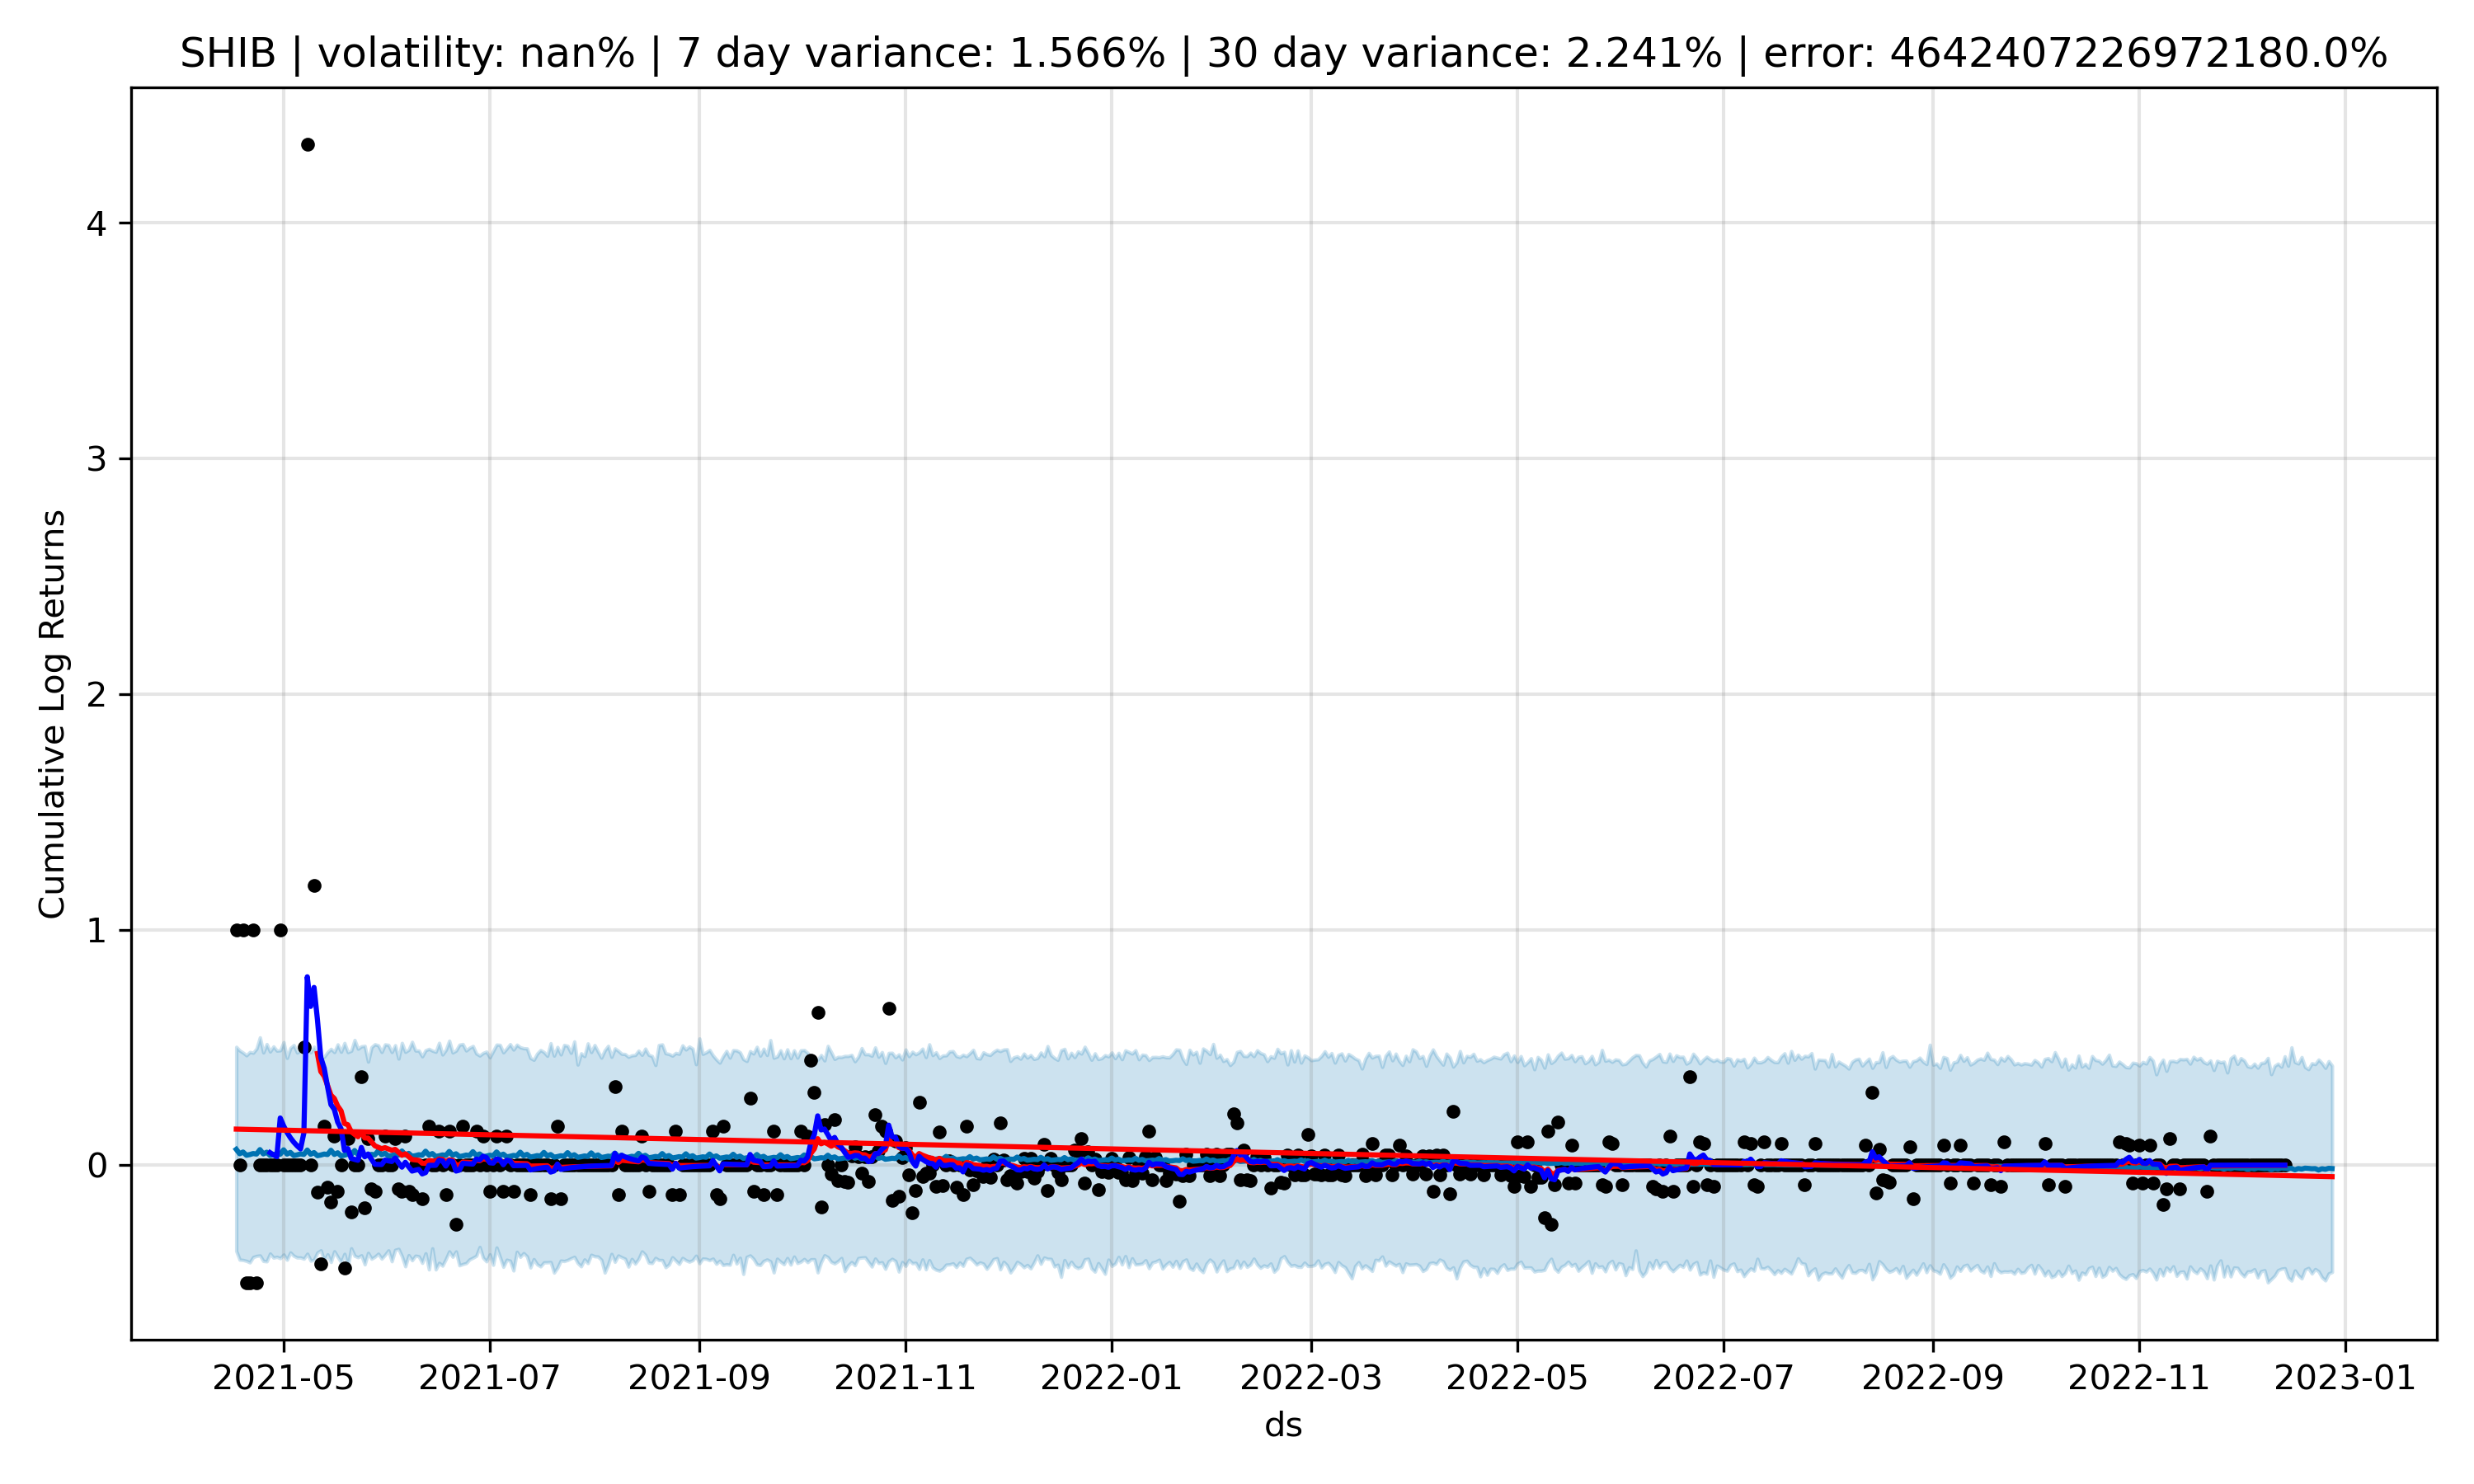 SHIB | volatility: nan% | 7 day variance: 1.566% | 30 day variance: 2.241% | error: 4642407226972180.0%
Cumulative Log Returns
4
3
2
1
0
2021-05 2021-07 2021-09 2021-11 2022-01 2022-03 2022-05 2022-07 2022-09 2022-11 2023-01
ds